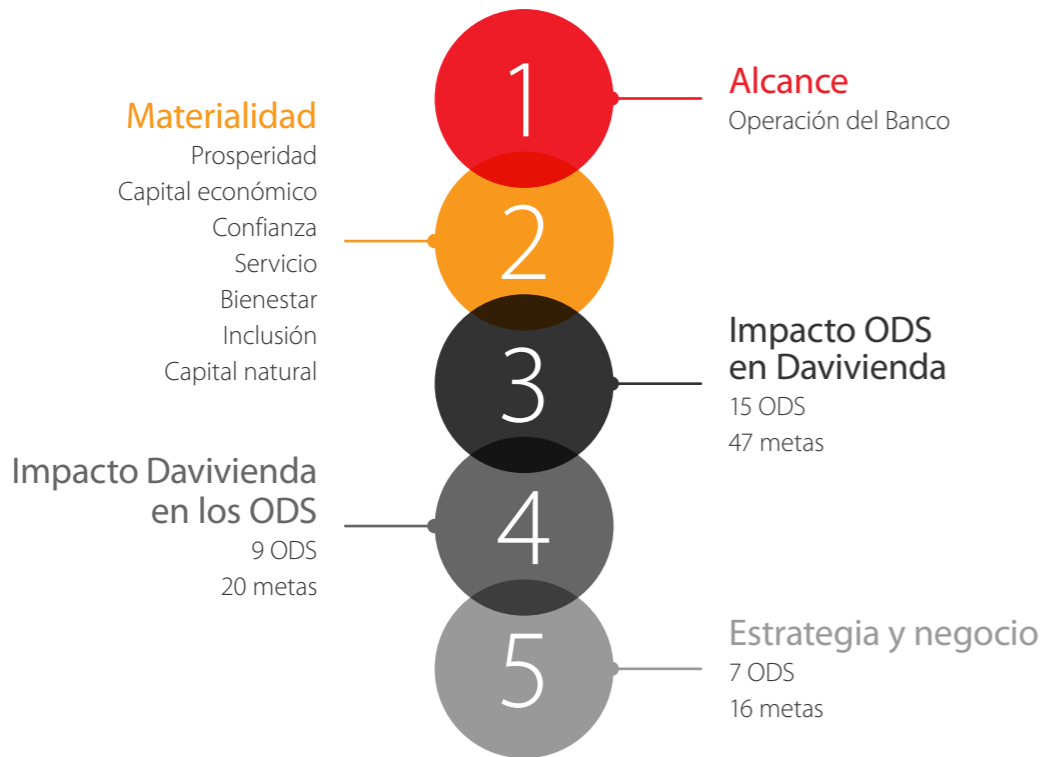 1
Alcance
Operación del Banco
Materialidad
Prosperidad
Capital económico
Confianza
Servicio
Bienestar
Inclusión
Capital natural
2
3
Impacto ODS
en Davivienda
15 ODS
47 metas
Impacto Davivienda
en los ODS
9 ODS
20 metas
4
5
Estrategia y negocio
7 ODS
16 metas